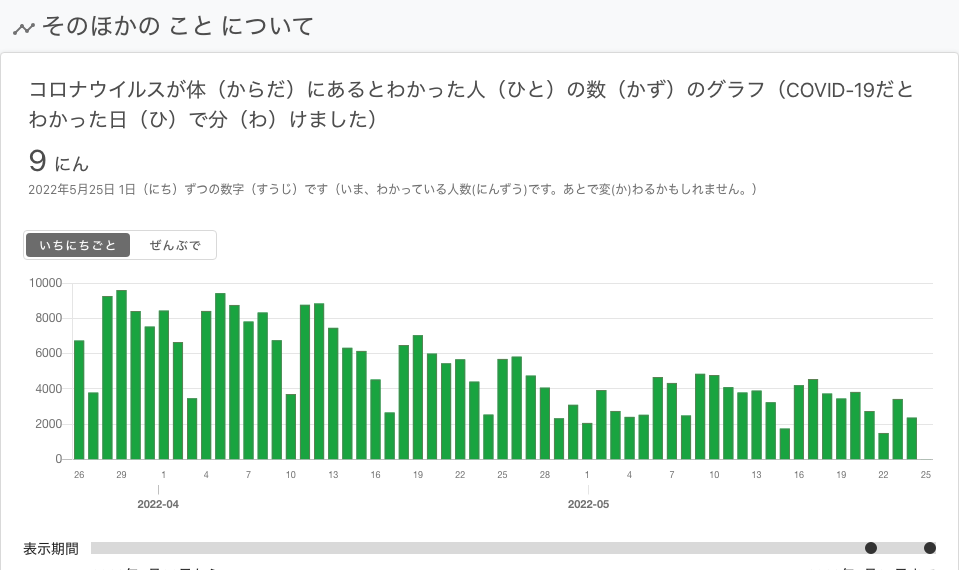 そのほかの こと について
コロナウイルスが体（からだ）にあるとわかった人（ひと）の数（かず）のグラフ（COVID-19だと
わかった日（ひ）で分（わ）けました）
9 にん
2022年5月25日 1日（にち）ずつの数字（すうじ）です（いま、わかっている人数(にんずう)です。あとで変(か)わるかもしれません。）
いちにちごと ぜんぶで
10000
8000
6000
4000
2000
0
26 29 1 4 7 10 13 16 19 22 25 28 1 4 7 10 13 16 19 22 25
2022-04 2022-05
表示期間